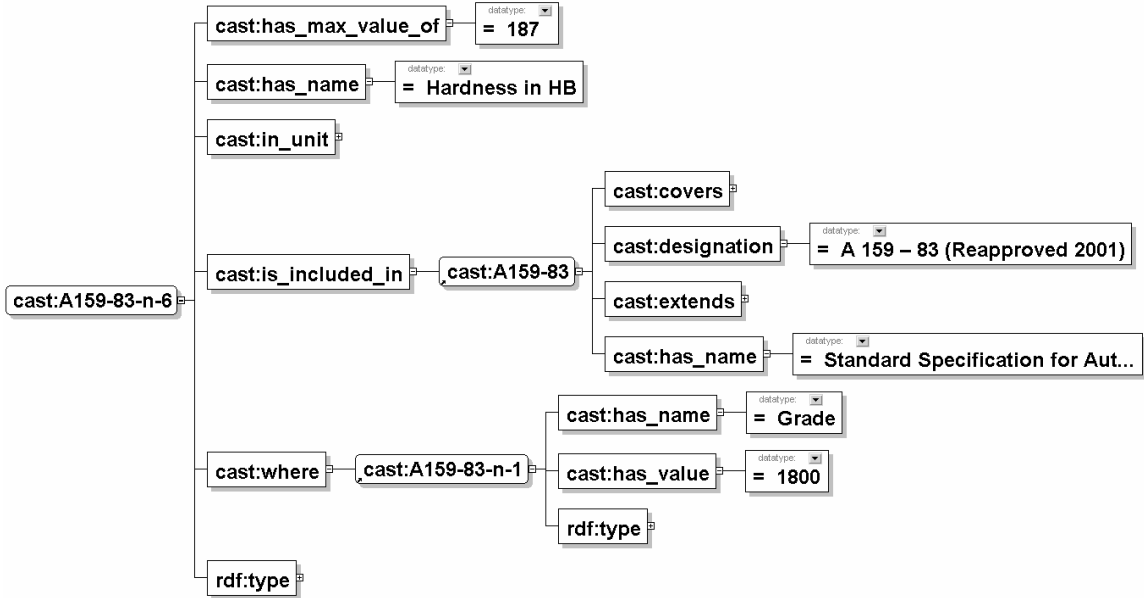 cast:has_max_value_of
datatype:
= 187
cast:has_name
datatype:
= Hardness in HB
cast:in_unit
cast:covers
cast:designation
datatype:
= A 159 – 83 (Reapproved 2001)
cast:is_included_in
cast:A159-83
cast:A159-83-n-6
cast:extends
cast:has_name
datatype:
= Standard Specification for Aut...
cast:has_name
datatype:
= Grade
cast:where
cast:A159-83-n-1
cast:has_value
datatype:
= 1800
rdf:type
rdf:type